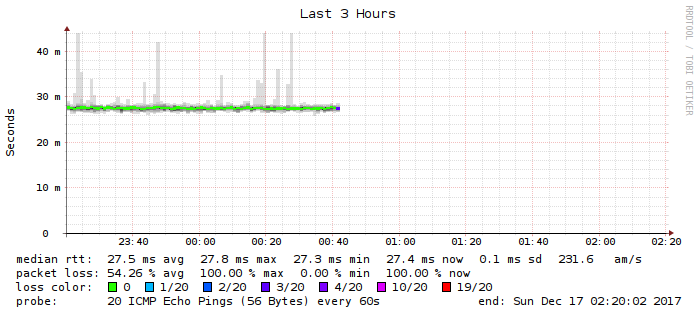 Last 3 Hours
RRDTOOL / TOBI OETIKER
Seconds
40 m
30 m
20 m
10 m
0
23:40 00:00 00:20 00:40 01:00 01:20 01:40 02:00 02:20
median rtt: 27.5 ms avg 27.8 ms max 27.3 ms min 27.4 ms now 0.1 ms sd 231.6 am/s
packet loss: 54.26 % avg 100.00 % max 0.00 % min 100.00 % now
loss color: 0 1/20 2/20 3/20 4/20 10/20 19/20
probe: 20 ICMP Echo Pings (56 Bytes) every 60s end: Sun Dec 17 02:20:02 2017